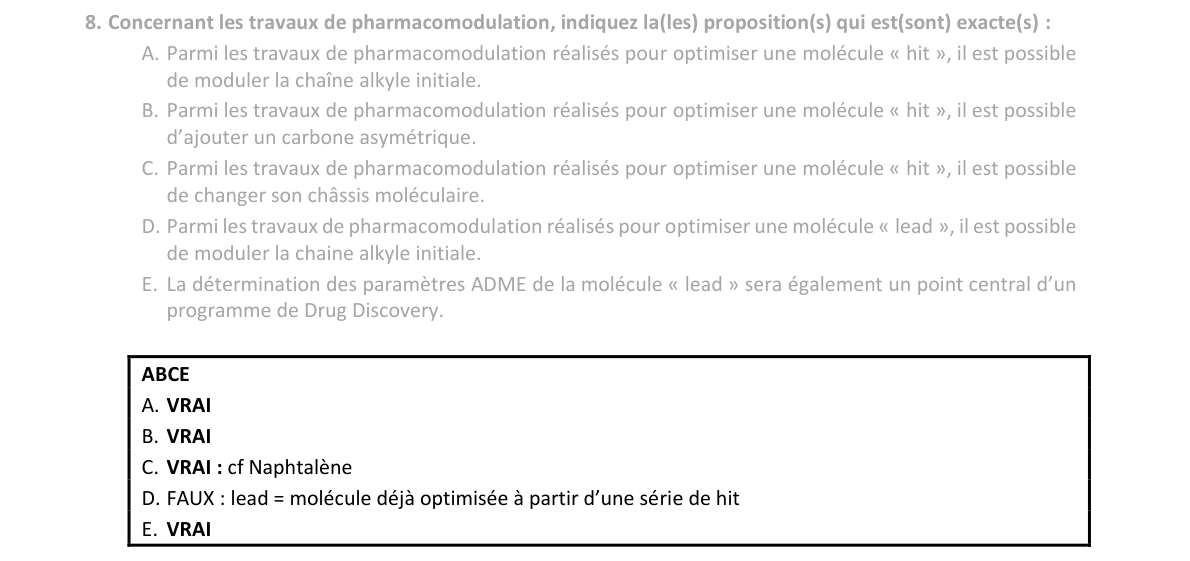 8. Concernant les travaux de pharmacomodulation, indiquez la(les) proposition(s) qui est(sont) exacte(s) :
A. Parmi les travaux de pharmacomodulation réalisés pour optimiser une molécule « hit », il est possible
de moduler la chaîne alkyle initiale.
B. Parmi les travaux de pharmacomodulation réalisés pour optimiser une molécule « hit », il est possible
d’ajouter un carbone asymétrique.
C. Parmi les travaux de pharmacomodulation réalisés pour optimiser une molécule « hit », il est possible
de changer son châssis moléculaire.
D. Parmi les travaux de pharmacomodulation réalisés pour optimiser une molécule « lead », il est possible
de moduler la chaine alkyle initiale.
E. La détermination des paramètres ADME de la molécule « lead » sera également un point central d’un
programme de Drug Discovery.
ABCE
A. VRAI
B. VRAI
C. VRAI : cf Naphtalène
D. FAUX : lead = molécule déjà optimisée à partir d’une série de hit
E. VRAI